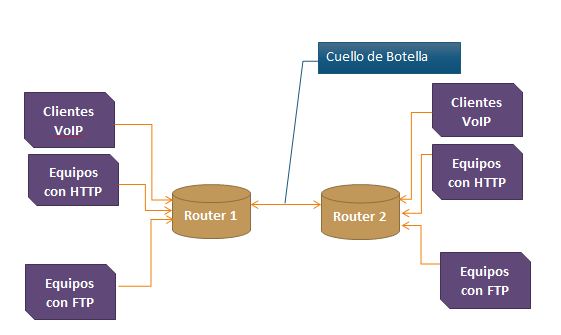 Cuello de Botella
Clientes
VoIP
Equipos
con HTTP
Router 1
Equipos
con FTP
Router 2
Clientes
VoIP
Equipos
con HTTP
Equipos
con FTP